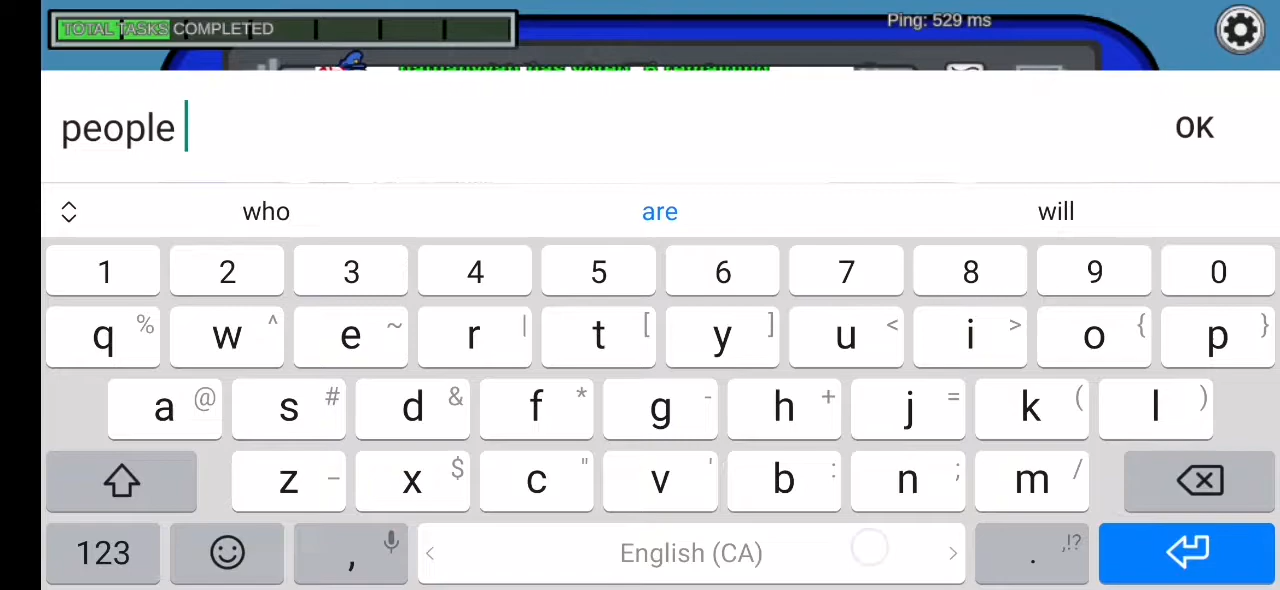 TOTAL TASKS COMPLETED
Ping: 529 ms
people
OK
who are will
1 2 3 4 5 6 7 8 9 0
q % w ^ e ~ r | t [ y ] u < i > o { p }
a @ s # d & f * g - h + j = k ( l )
z _ x $ c " v ' b : n ; m /
123 , < English (CA) > . ,!?